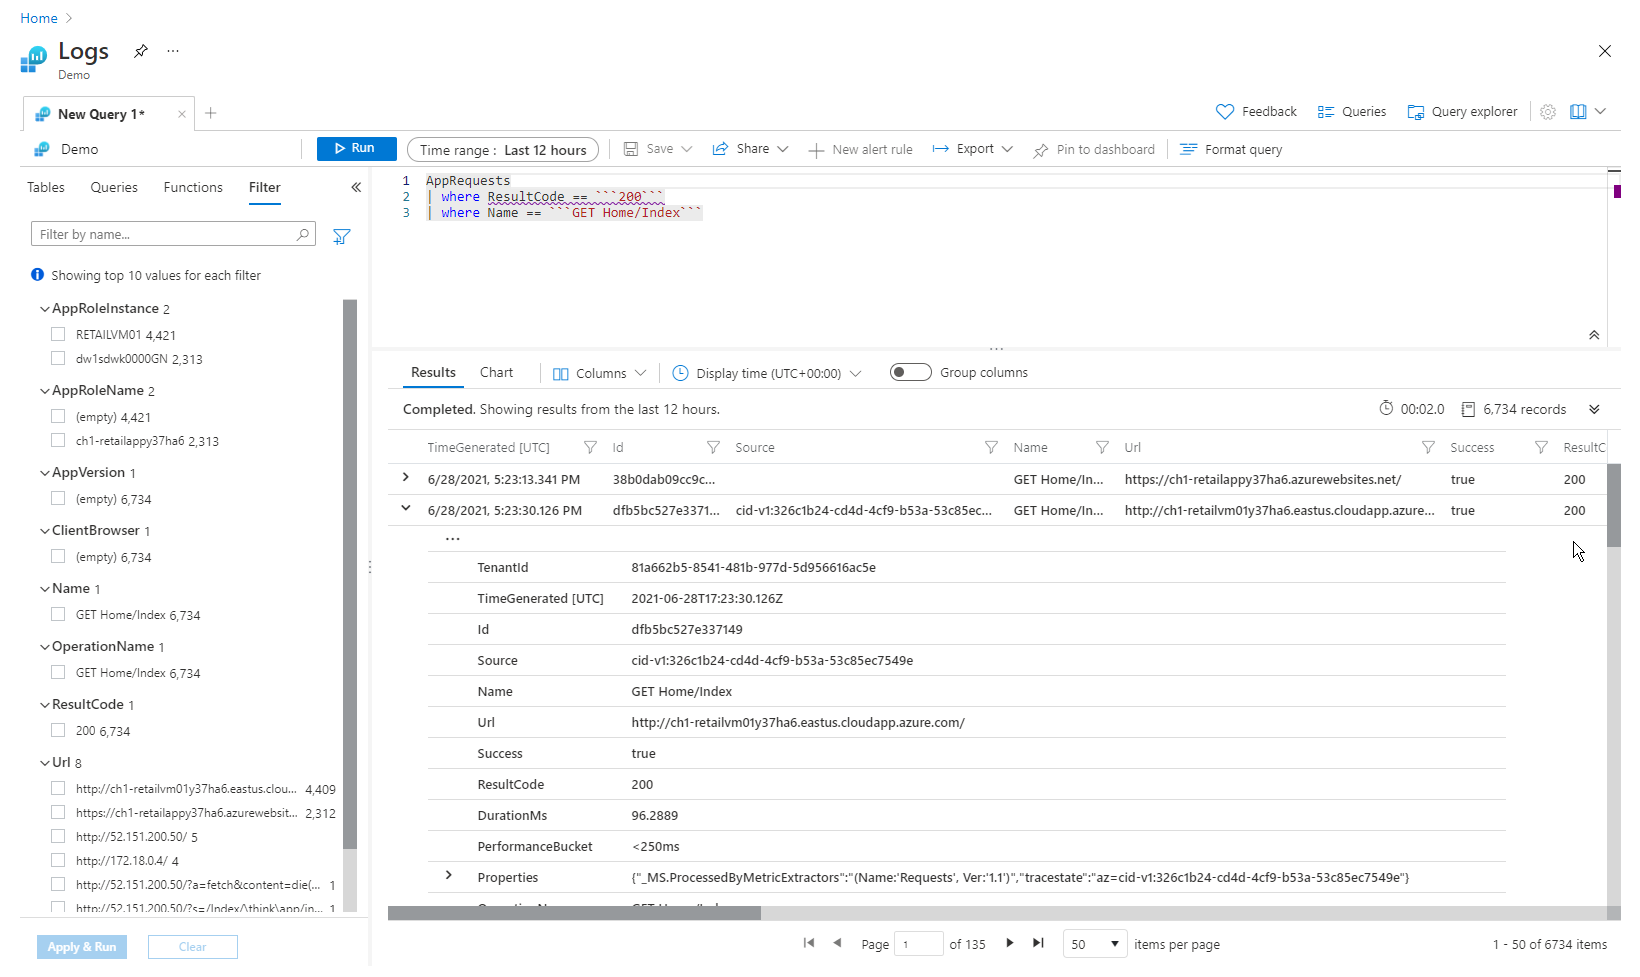 Home
Logs
Demo
New Query 1*
Feedback
Queries
Query explorer
Demo
Run
Time range : Last 12 hours
Save
Share
New alert rule
Export
Pin to dashboard
Format query
Tables
Queries
Functions
Filter
1 AppRequests
2 | where ResultCode == ```200```
3 | where Name == ```GET Home/Index```
Filter by name...
Showing top 10 values for each filter
AppRoleInstance 2
RETAILVM01 4,421
dw1sdwk0000GN 2,313
AppRoleName 2
(empty) 4,421
ch1-retailappy37ha6 2,313
AppVersion 1
(empty) 6,734
ClientBrowser 1
(empty) 6,734
Name 1
GET Home/Index 6,734
OperationName 1
GET Home/Index 6,734
ResultCode 1
200 6,734
Url 8
http://ch1-retailvm01y37ha6.eastus.clou... 4,409
https://ch1-retailappy37ha6.azurewebsit... 2,312
http://52.151.200.50/ 5
http://172.18.0.4/ 4
http://52.151.200.50/?a=fetch&content=die(... 1
http://52.151.200.50/?s=/Index/\think\app/in... 1
Apply & Run
Clear
Results
Chart
Columns
Display time (UTC+00:00)
Group columns
Completed. Showing results from the last 12 hours.
00:02.0
6,734 records
TimeGenerated [UTC] Id Source Name Url Success ResultC
6/28/2021, 5:23:13.341 PM 38b0dab09cc9c... GET Home/In... https://ch1-retailappy37ha6.azurewebsites.net/ true 200
6/28/2021, 5:23:30.126 PM dfb5bc527e3371... cid-v1:326c1b24-cd4d-4cf9-b53a-53c85ec... GET Home/In... http://ch1-retailvm01y37ha6.eastus.cloudapp.azure... true 200
...
TenantId 81a662b5-8541-481b-977d-5d956616ac5e
TimeGenerated [UTC] 2021-06-28T17:23:30.126Z
Id dfb5bc527e337149
Source cid-v1:326c1b24-cd4d-4cf9-b53a-53c85ec7549e
Name GET Home/Index
Url http://ch1-retailvm01y37ha6.eastus.cloudapp.azure.com/
Success true
ResultCode 200
DurationMs 96.2889
PerformanceBucket <250ms
Properties {"_MS.ProcessedByMetricExtractors":"(Name:'Requests', Ver:'1.1')","tracestate":"az=cid-v1:326c1b24-cd4d-4cf9-b53a-53c85ec7549e"}
Page 1 of 135
50 items per page
1 - 50 of 6734 items